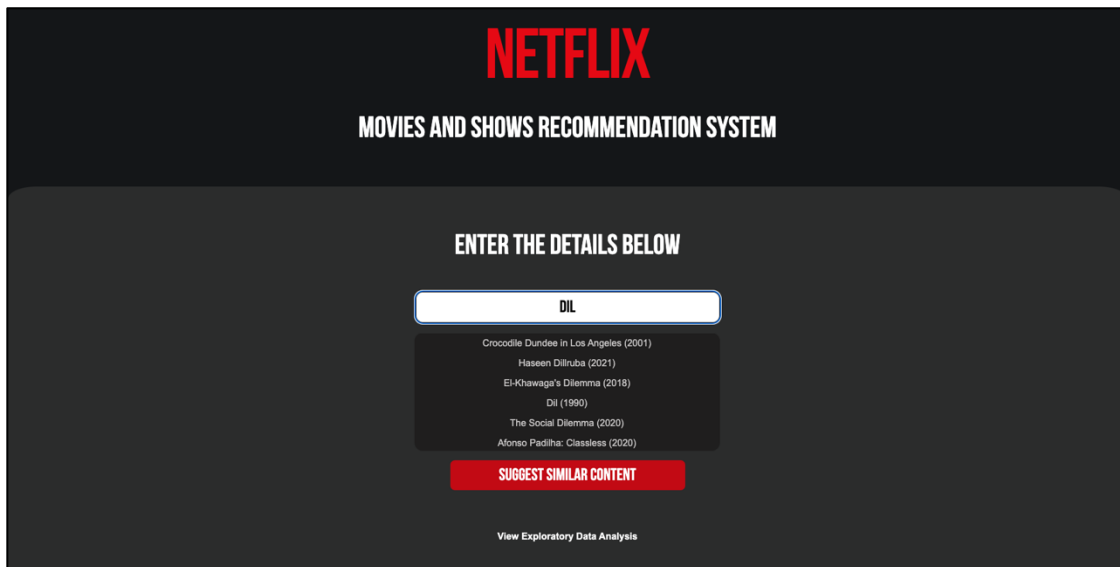 NETFLIX
MOVIES AND SHOWS RECOMMENDATION SYSTEM
ENTER THE DETAILS BELOW
DIL
Crocodile Dundee in Los Angeles (2001)
Haseen Dillruba (2021)
El-Khawaga's Dilemma (2018)
Dil (1990)
The Social Dilemma (2020)
Afonso Padilha: Classless (2020)
SUGGEST SIMILAR CONTENT
View Exploratory Data Analysis